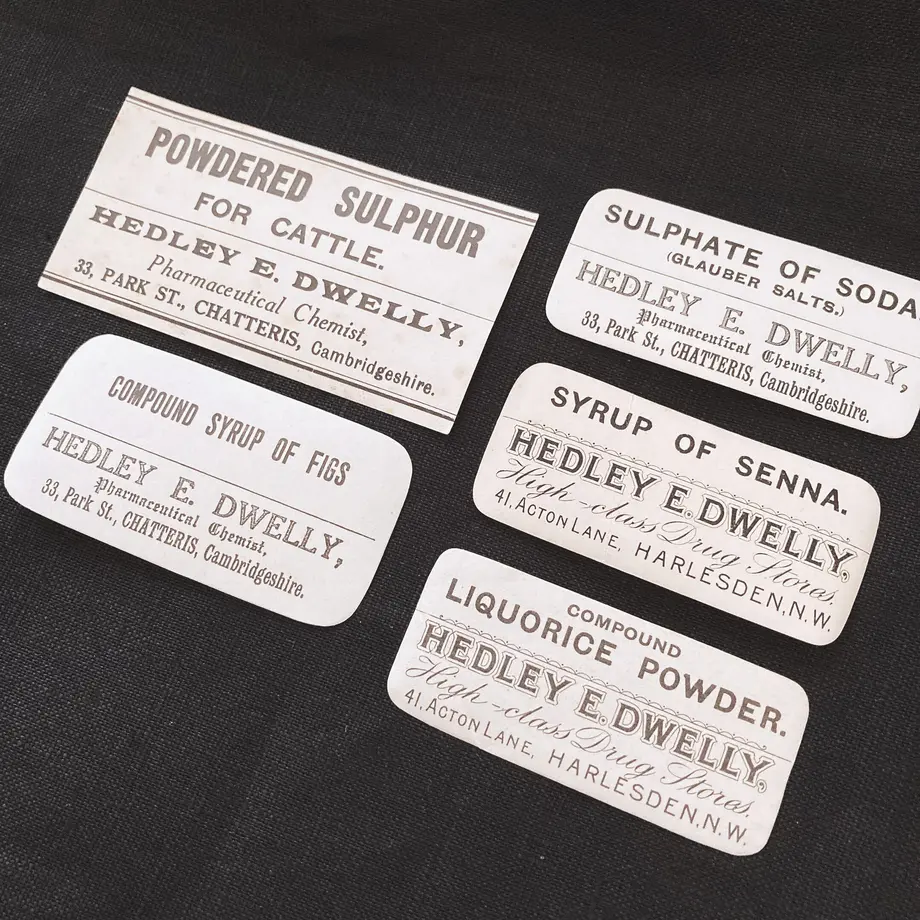 POWDERED SULPHUR
FOR CATTLE.
HEDLEY E. DWELLY,
Pharmaceutical Chemist,
33, PARK ST., CHATTERIS, Cambridgeshire.
SULPHATE OF SODA
(GLAUBER SALTS.)
HEDLEY E. DWELLY,
Pharmaceutical Chemist,
33, Park St., CHATTERIS, Cambridgeshire.
COMPOUND SYRUP OF FIGS
HEDLEY E. DWELLY,
Pharmaceutical Chemist,
33, Park St., CHATTERIS, Cambridgeshire.
SYRUP OF SENNA.
HEDLEY E. DWELLY,
High-class Drug Stores,
41, ACTON LANE, HARLESDEN, N.W.
COMPOUND
LIQUORICE POWDER.
HEDLEY E. DWELLY,
High-class Drug Stores,
41, ACTON LANE, HARLESDEN, N.W.